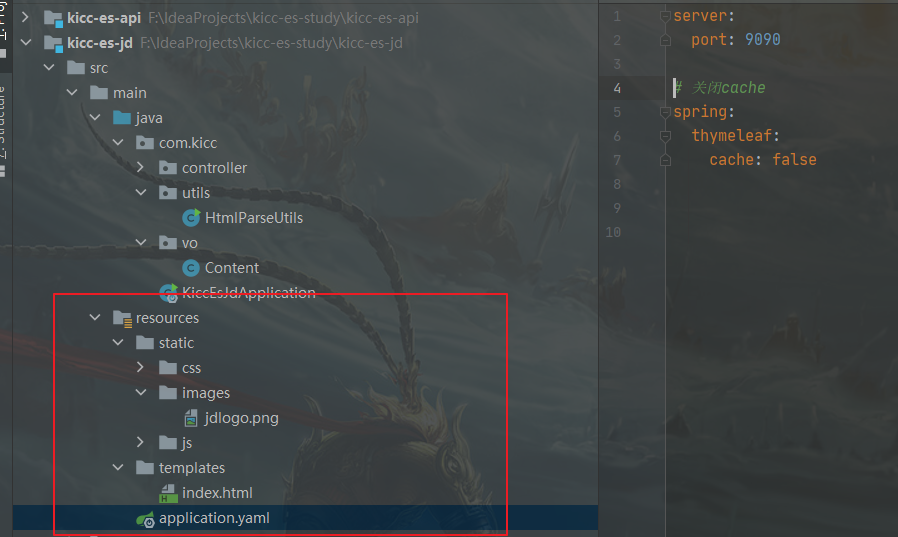 kicc-es-api F:\IdeaProjects\kicc-es-study\kicc-es-api
kicc-es-jd F:\IdeaProjects\kicc-es-study\kicc-es-jd
src
main
java
com.kicc
controller
utils
HtmlParseUtils
vo
Content
KiccEsJdApplication
resources
static
css
images
jdlogo.png
js
templates
index.html
application.yaml
1 server:
2 port: 9090
3
4 # 关闭cache
5 spring:
6 thymeleaf:
7 cache: false
8
9
10